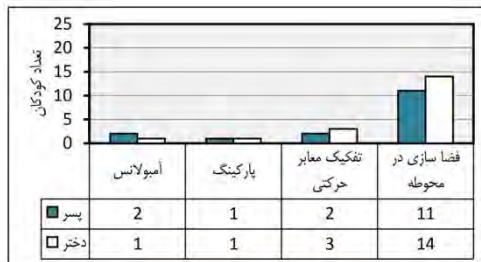 تعداد کودکان
25
20
15
10
5
0
آمبولانس پارکینگ تفکیک معابر حرکتی فضا سازی در محوطه
پسر 2 1 2 11
دختر 1 1 3 14